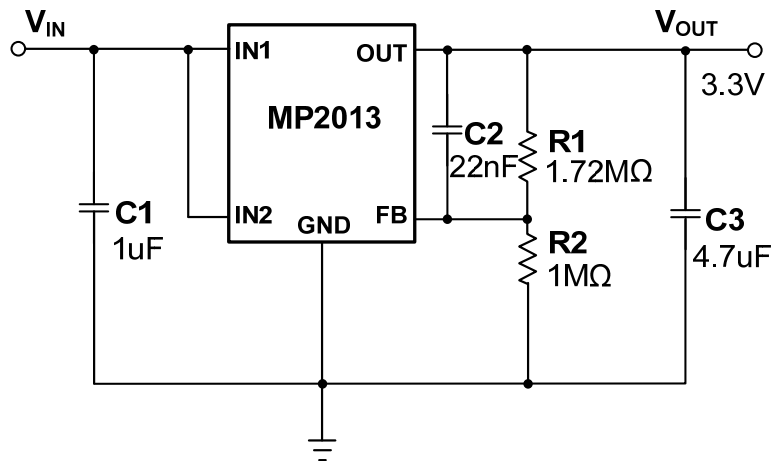 VIN
VOUT
IN1
OUT
3.3V
MP2013
C2
22nF
R1
1.72MΩ
C1
1uF
IN2
GND
FB
R2
1MΩ
C3
4.7uF